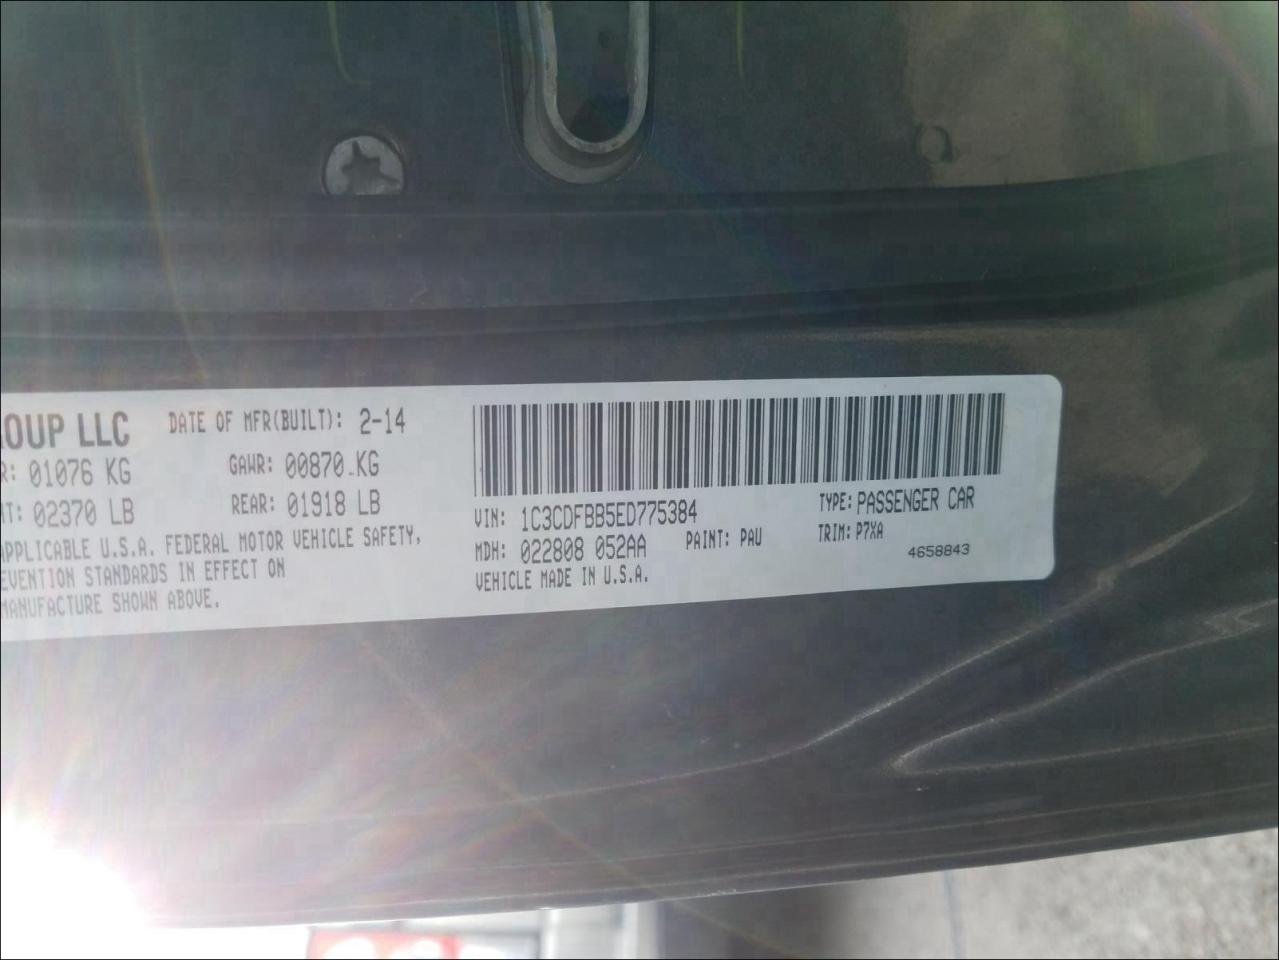 ROUP LLC DATE OF MFR(BUILT): 2-14
R: 01076 KG GAWR: 00870 KG
NT: 02370 LB REAR: 01918 LB
APPLICABLE U.S.A. FEDERAL MOTOR VEHICLE SAFETY,
EVENTION STANDARDS IN EFFECT ON
MANUFACTURE SHOWN ABOVE.
VIN: 1C3CDFBB5ED775384 TYPE: PASSENGER CAR
MDH: 022808 052AA PAINT: PAU TRIM: P7XA
VEHICLE MADE IN U.S.A. 4658843